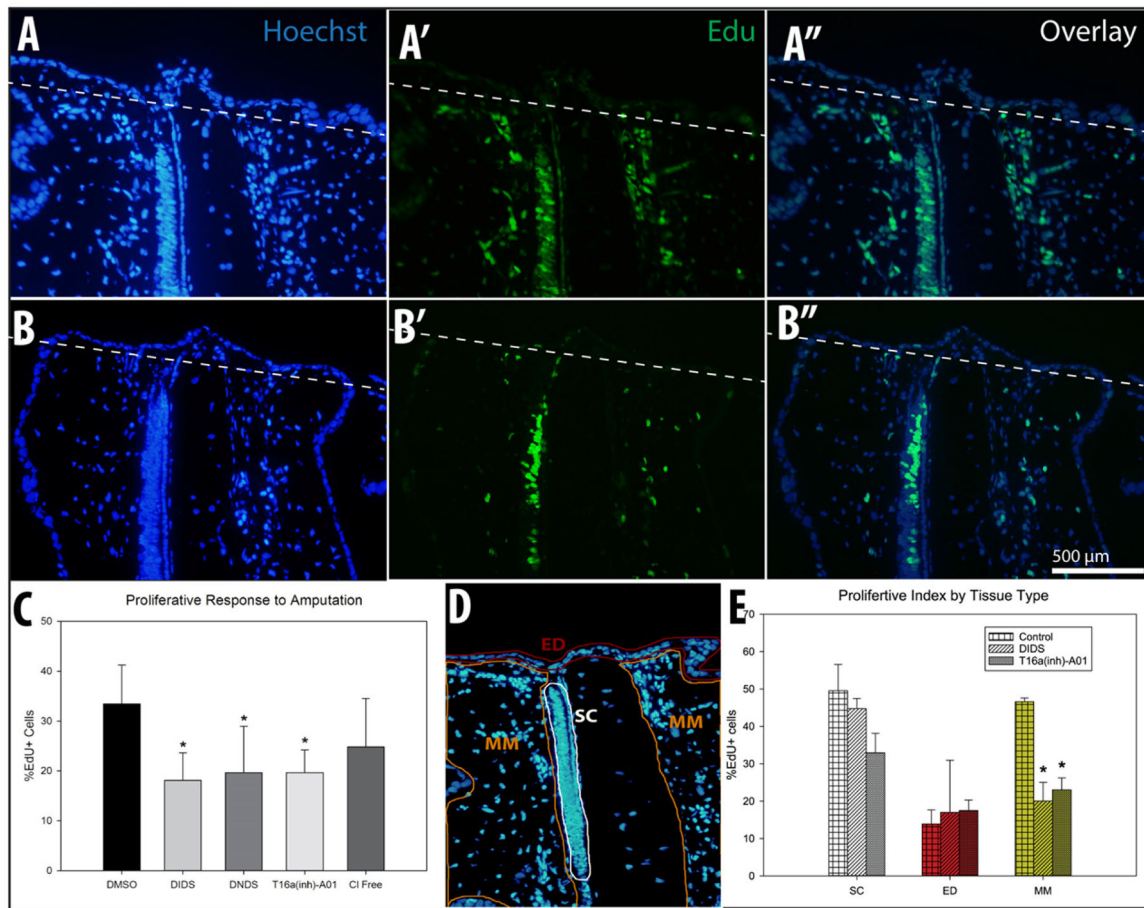 A
Hoechst
A′
Edu
A″
Overlay
B
B′
B″
500 µm
C
Proliferative Response to Amputation
%EdU+ Cells
50
40
30
20
10
0
*
*
*
DMSO
DIDS
DNDS
T16a(inh)-A01
Cl Free
D
ED
SC
MM
MM
E
Prolifertive Index by Tissue Type
%EdU+ cells
70
60
50
40
30
20
10
0
Control
DIDS
T16a(inh)-A01
*
*
SC
ED
MM